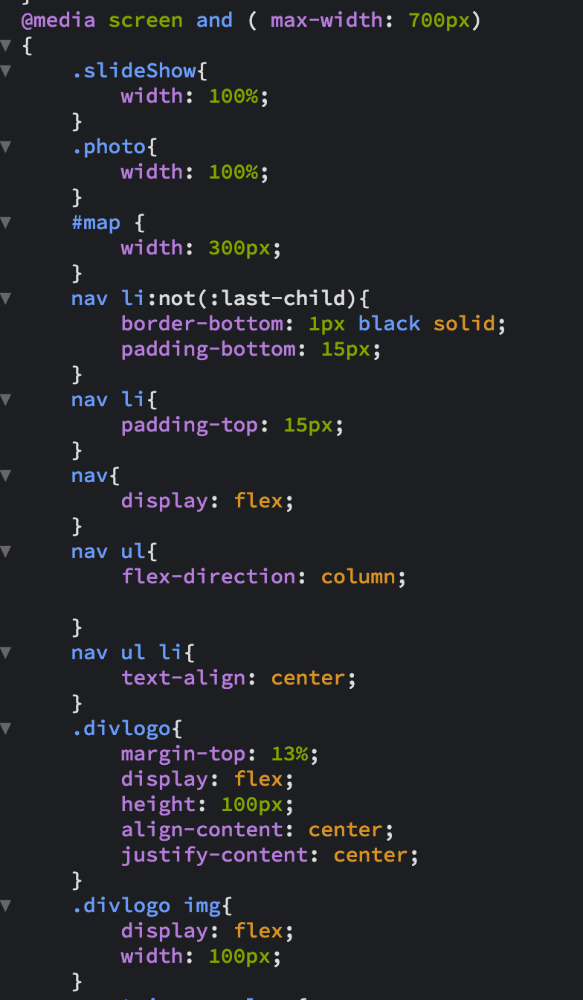 @media screen and ( max-width: 700px)
{
    .slideShow{
        width: 100%;
    }
    .photo{
        width: 100%;
    }
    #map {
        width: 300px;
    }
    nav li:not(:last-child){
        border-bottom: 1px black solid;
        padding-bottom: 15px;
    }
    nav li{
        padding-top: 15px;
    }
    nav{
        display: flex;
    }
    nav ul{
        flex-direction: column;

    }
    nav ul li{
        text-align: center;
    }
    .divlogo{
        margin-top: 13%;
        display: flex;
        height: 100px;
        align-content: center;
        justify-content: center;
    }
    .divlogo img{
        display: flex;
        width: 100px;
    }